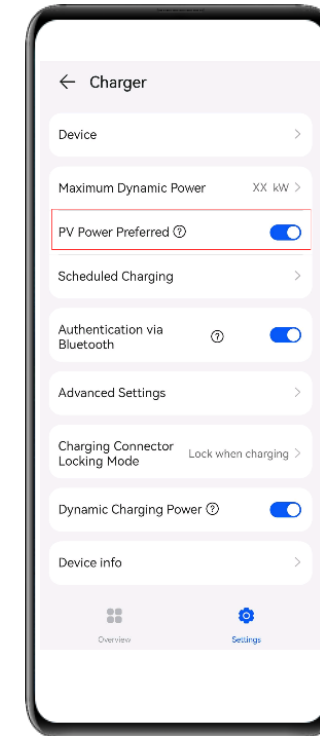 Charger
Device
Maximum Dynamic Power XX kW
PV Power Preferred
Scheduled Charging
Authentication via
Bluetooth
Advanced Settings
Charging Connector
Locking Mode Lock when charging
Dynamic Charging Power
Device info
Overview Settings